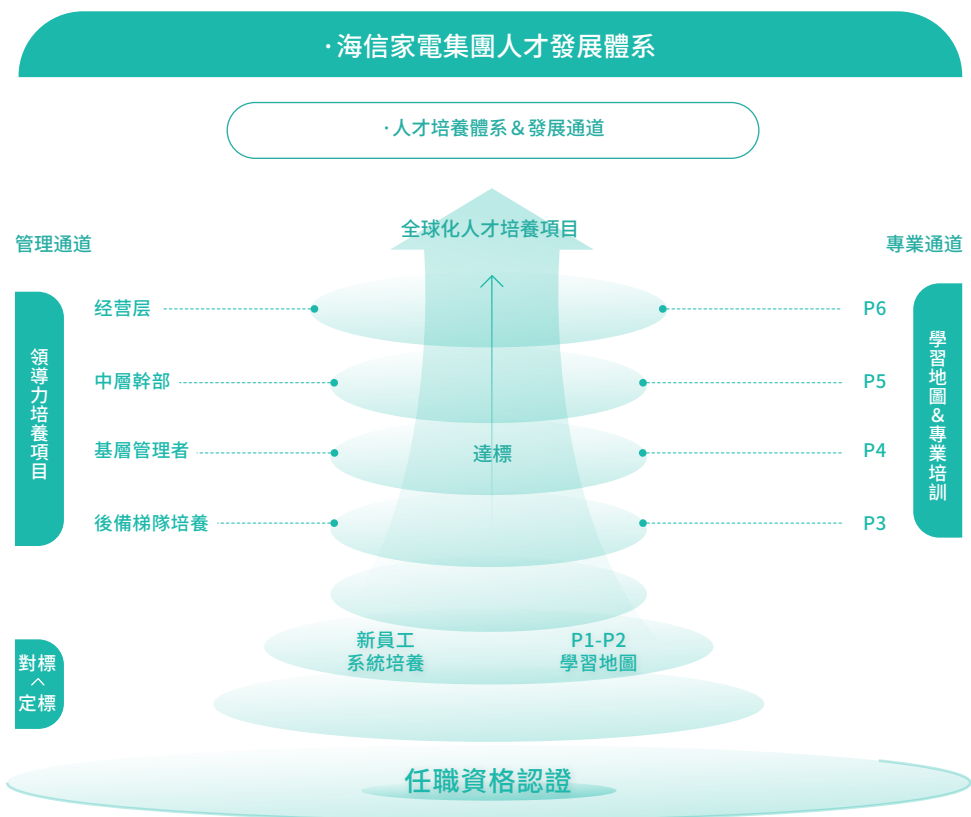 ·海信家電集團人才發展體系
·人才培養體系＆發展通道
全球化人才培養項目
管理通道
專業通道
经营层
P6
領導力培養項目
學習地圖&專業培訓
中層幹部
P5
基層管理者
達標
P4
後備梯隊培養
P3
新員工
系統培養
P1-P2
學習地圖
對標
定標
任職資格認證